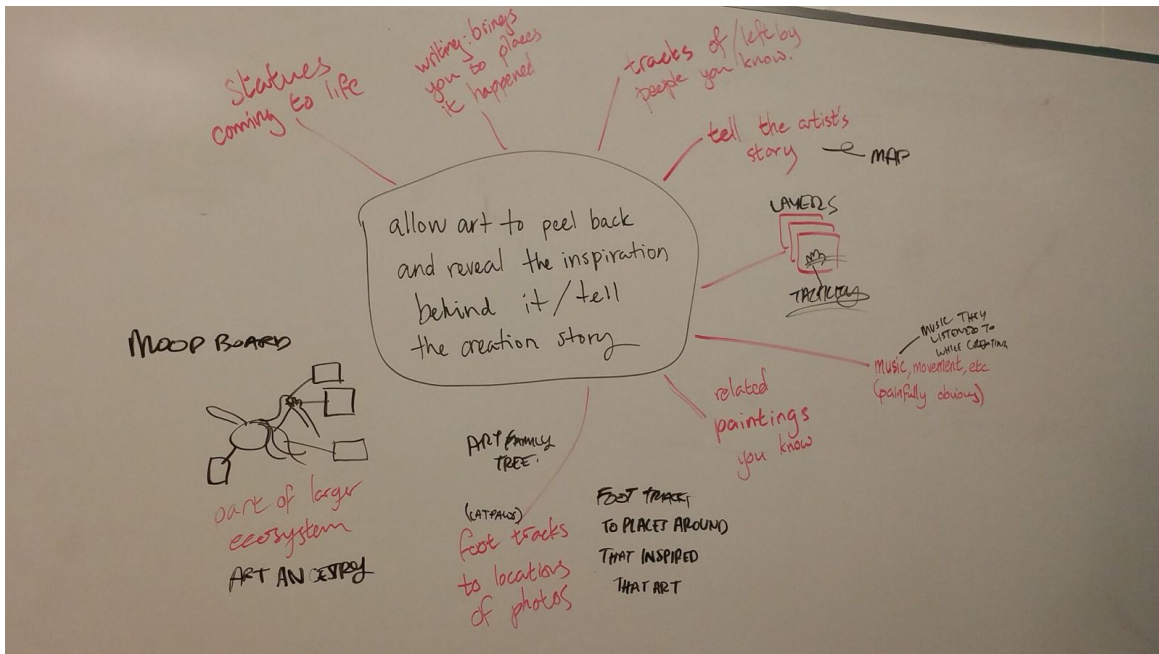 statues
coming to life
writing: brings
you to places
it happened
tracks of/left by
people you/know.
tell the artist's
story
MAP
allow art to peel back
and reveal the inspiration
behind it/tell
the creation story
LAYERS
TACTILITY
MUSIC THEY
LISTENED TO
WHILE CREATING
music, movement, etc
(painfully obvious)
related
paintings
you know
MOOD BOARD
part of larger
ecosystem
ART ANCESTRY
ART FAMILY
TREE.
(CAT PAWS)
foot tracks
to locations
of photos
FOOT TRACKS
TO PLACES AROUND
THAT INSPIRED
THAT ART